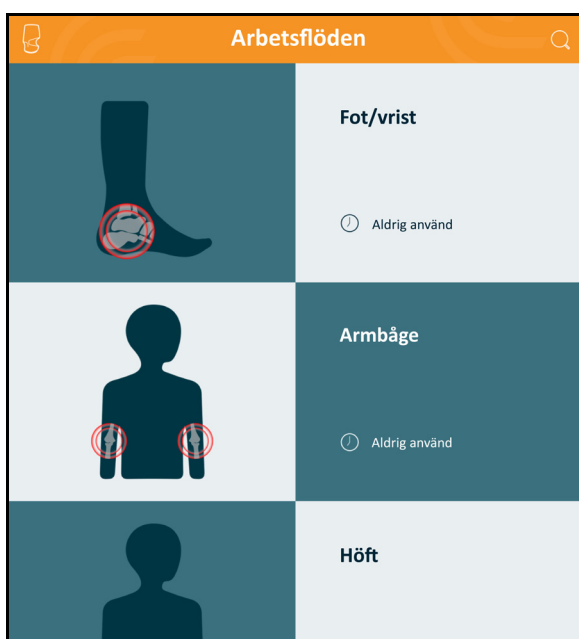 Arbetsflöden
Fot/vrist
Aldrig använd
Armbåge
Aldrig använd
Höft